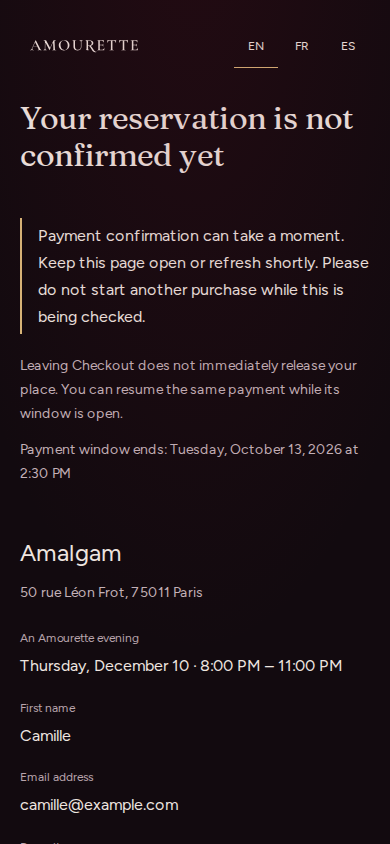 AMOURETTE
EN FR ES
Your reservation is not
confirmed yet
Payment confirmation can take a moment.
Keep this page open or refresh shortly. Please
do not start another purchase while this is
being checked.
Leaving Checkout does not immediately release your
place. You can resume the same payment while its
window is open.
Payment window ends: Tuesday, October 13, 2026 at
2:30 PM
Amalgam
50 rue Léon Frot, 75011 Paris
An Amourette evening
Thursday, December 10 · 8:00 PM – 11:00 PM
First name
Camille
Email address
camille@example.com